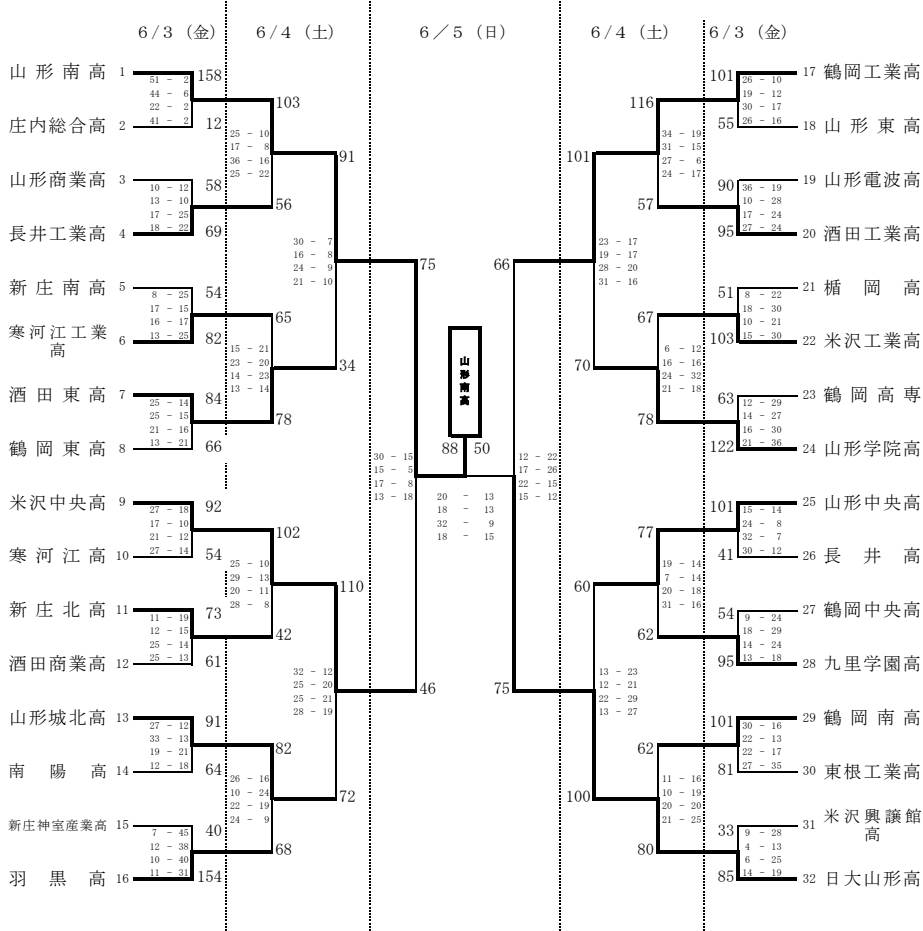 6/3 (金)
6/4 (土)
6／5 (日)
6/4 (土)
6/3 (金)
山形南高 1
158
51 - 2
44 - 6
22 - 2
41 - 2
庄内総合高 2
12
103
25 - 10
17 - 8
36 - 16
25 - 22
山形商業高 3
58
10 - 12
13 - 10
17 - 25
18 - 22
長井工業高 4
69
56
91
30 - 7
16 - 8
24 - 9
21 - 10
新庄南高 5
54
8 - 25
17 - 15
16 - 17
13 - 25
寒河江工業
高
6
82
65
15 - 21
23 - 20
14 - 23
13 - 14
34
酒田東高 7
84
25 - 14
25 - 15
21 - 16
13 - 21
鶴岡東高 8
66
78
75
30 - 15
15 - 5
17 - 8
13 - 18
米沢中央高 9
92
27 - 18
17 - 10
21 - 12
27 - 14
寒河江高 10
54
102
25 - 10
29 - 13
20 - 11
28 - 8
新庄北高 11
73
11 - 19
12 - 15
25 - 14
25 - 13
酒田商業高 12
61
42
110
32 - 12
25 - 20
25 - 21
28 - 19
46
山形城北高 13
91
27 - 12
33 - 13
19 - 21
12 - 18
南陽高 14
64
82
26 - 16
10 - 24
22 - 19
24 - 9
72
新庄神室産業高 15
40
7 - 45
12 - 38
10 - 40
11 - 31
羽黒高 16
154
68
山形南高
88 50
20 - 13
18 - 13
32 - 9
18 - 15
101
26 - 10
19 - 12
30 - 17
26 - 16
17 鶴岡工業高
55
18 山形東高
116
34 - 19
31 - 15
27 - 6
24 - 17
90
36 - 19
10 - 28
17 - 24
27 - 24
19 山形電波高
95
20 酒田工業高
57
101
23 - 17
19 - 17
28 - 20
31 - 16
66
51
8 - 22
18 - 30
10 - 21
15 - 30
21 楯岡高
103
22 米沢工業高
67
6 - 12
16 - 16
24 - 32
21 - 18
70
63
12 - 29
14 - 27
16 - 30
21 - 36
23 鶴岡高専
122
24 山形学院高
78
12 - 22
17 - 26
22 - 15
15 - 12
101
15 - 14
24 - 8
32 - 7
30 - 12
25 山形中央高
41
26 長井高
77
19 - 14
7 - 14
20 - 18
31 - 16
60
54
9 - 24
18 - 29
14 - 24
13 - 18
27 鶴岡中央高
95
28 九里学園高
62
75
13 - 23
12 - 21
22 - 29
13 - 27
101
30 - 16
22 - 13
22 - 17
27 - 35
29 鶴岡南高
81
30 東根工業高
62
11 - 16
10 - 19
20 - 20
21 - 25
100
33
9 - 28
4 - 13
6 - 25
14 - 19
31 米沢興譲館
高
85
32 日大山形高
80